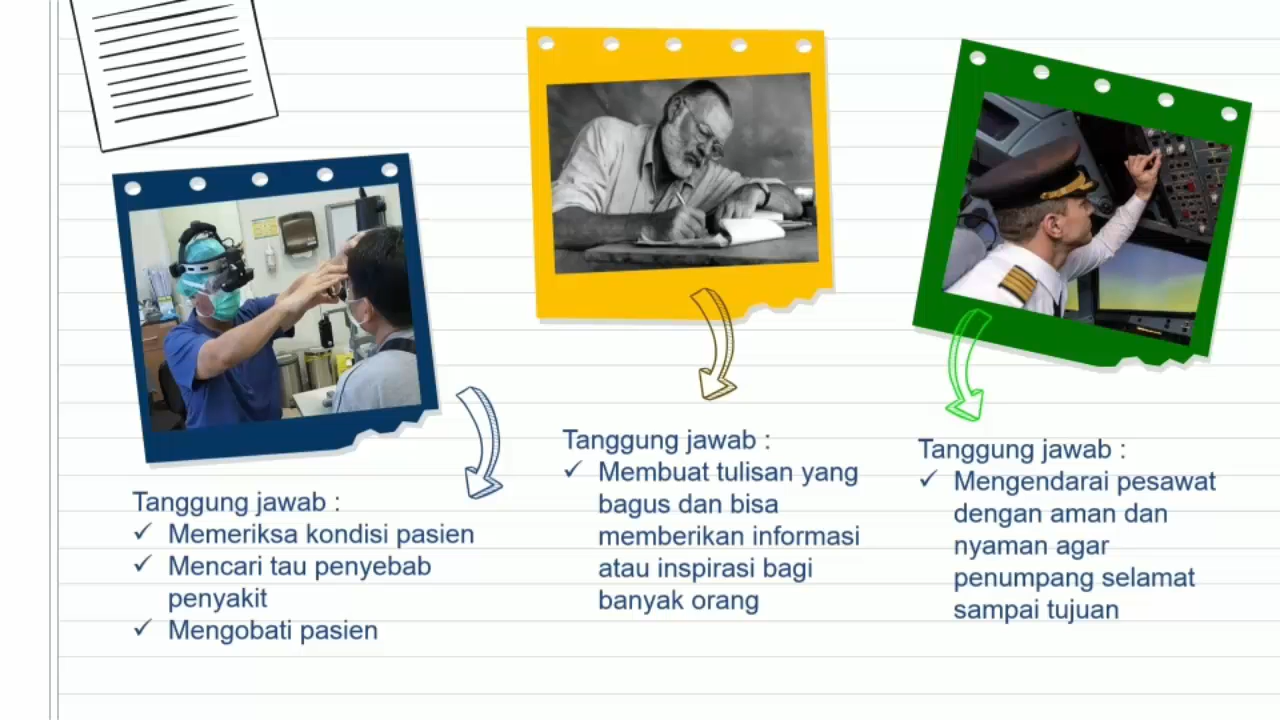 Tanggung jawab :
✓ Memeriksa kondisi pasien
✓ Mencari tau penyebab
penyakit
✓ Mengobati pasien
Tanggung jawab :
✓ Membuat tulisan yang
bagus dan bisa
memberikan informasi
atau inspirasi bagi
banyak orang
Tanggung jawab :
✓ Mengendarai pesawat
dengan aman dan
nyaman agar
penumpang selamat
sampai tujuan